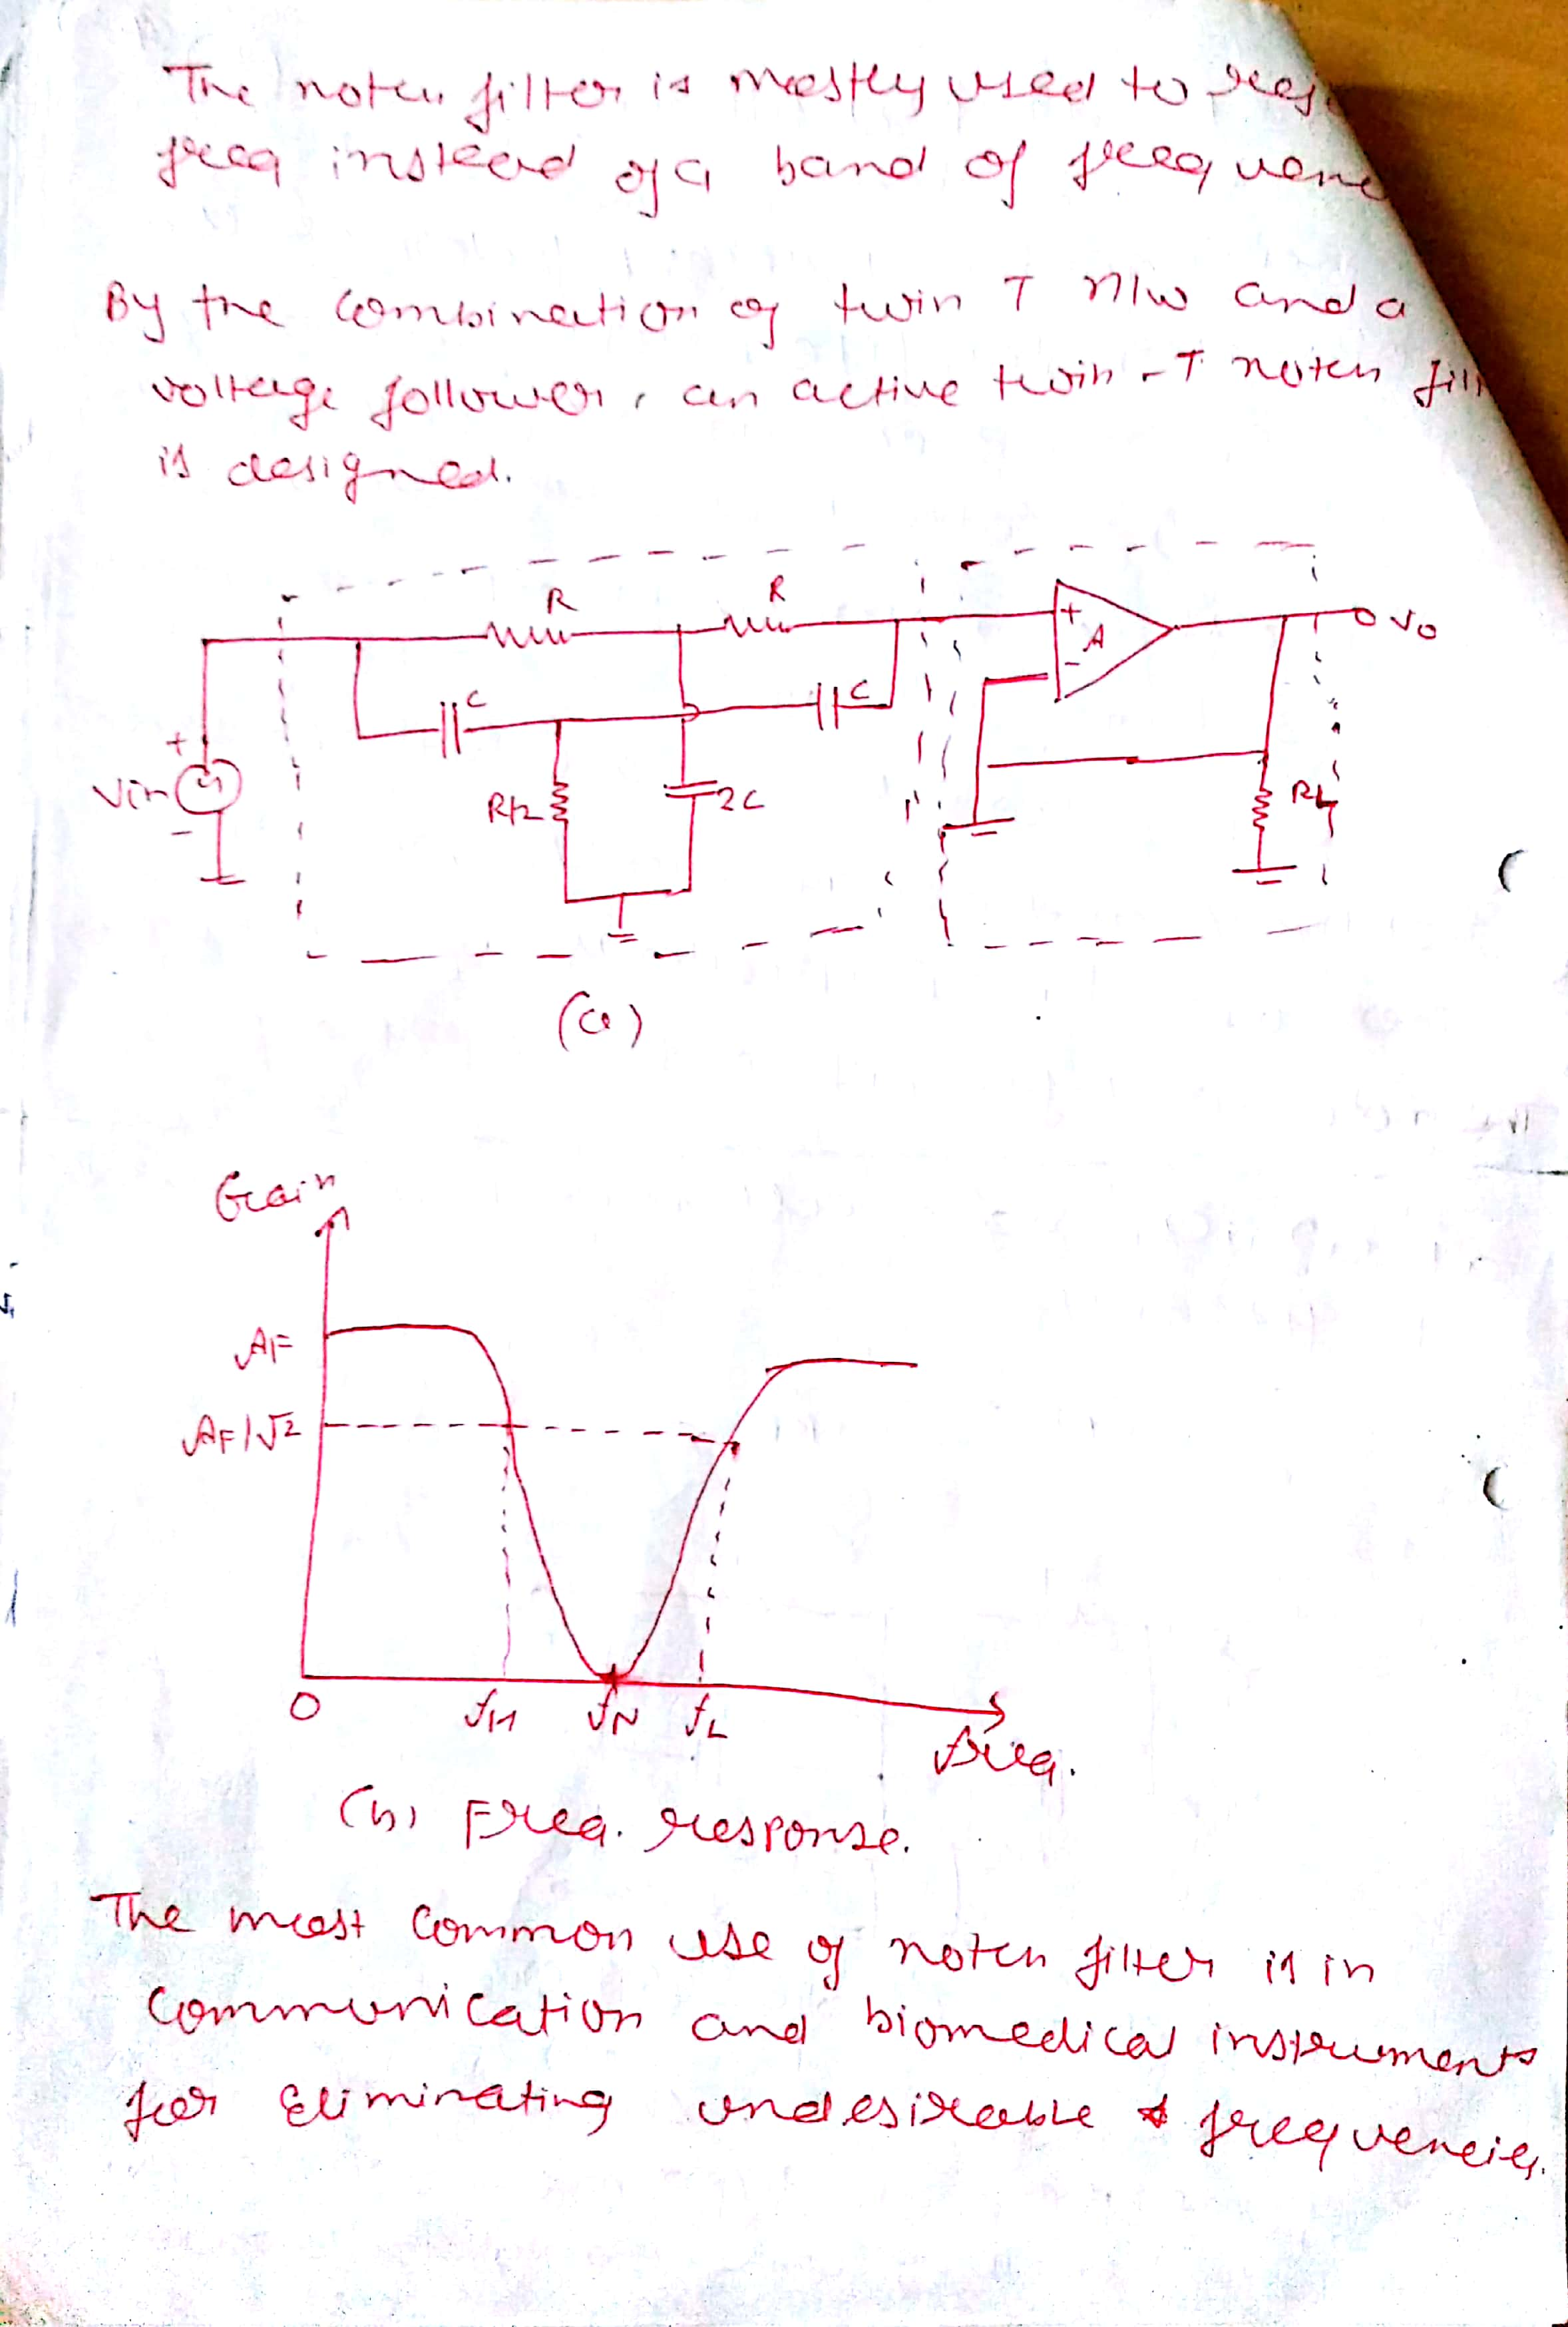 The notch filter is mostly used to
freq instead of a band of
By the combination of twin T n/w and a
voltage follower, an active twin-T notch
is designed.
R R
+ A -
Vo
C C
+ Vin -
R/2 2C RL
(a)
Gain
AF
AF/√2
0 fH fN fL
freq.
(b) Freq. response.
The most common use of notch filter is in
communication and biomedical instruments
for Eliminating undesirable frequencies.